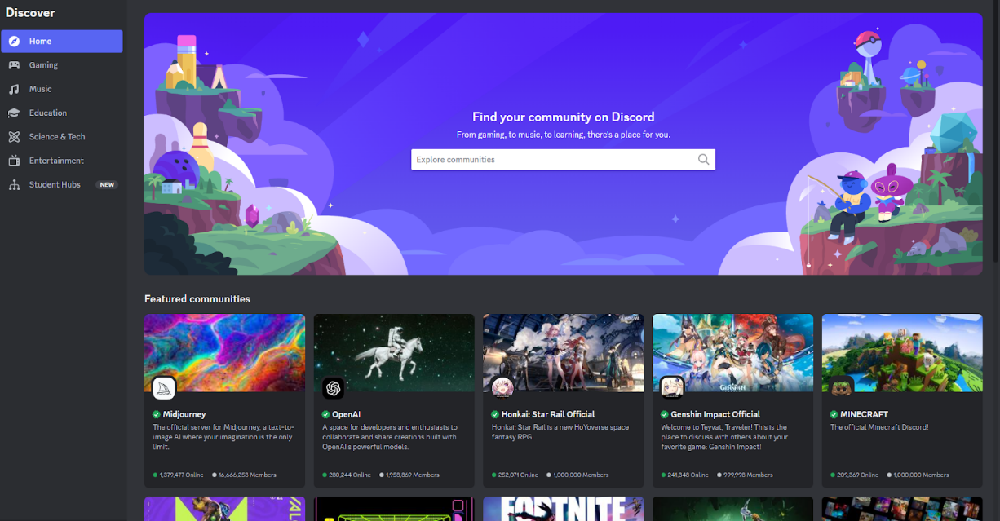 Discover
Home
Gaming
Music
Education
Science & Tech
Entertainment
Student Hubs NEW
Find your community on Discord
From gaming, to music, to learning, there's a place for you.
Explore communities
Featured communities
Midjourney
The official server for Midjourney, a text-to-
image AI where your imagination is the only
limit.
1,379,477 Online 16,666,253 Members
OpenAI
A space for developers and enthusiasts to
collaborate and share creations built with
OpenAI's powerful models.
280,244 Online 1,958,869 Members
Honkai: Star Rail Official
Honkai: Star Rail is a new HoYoverse space
fantasy RPG.
252,071 Online 1,000,000 Members
GENSHIN
Genshin Impact Official
Welcome to Teyvat, Traveler! This is the
place to discuss with others about your
favorite game: Genshin Impact!
241,348 Online 999,998 Members
MINECRAFT
The official Minecraft Discord!
209,369 Online 1,000,000 Members
FORTNITE